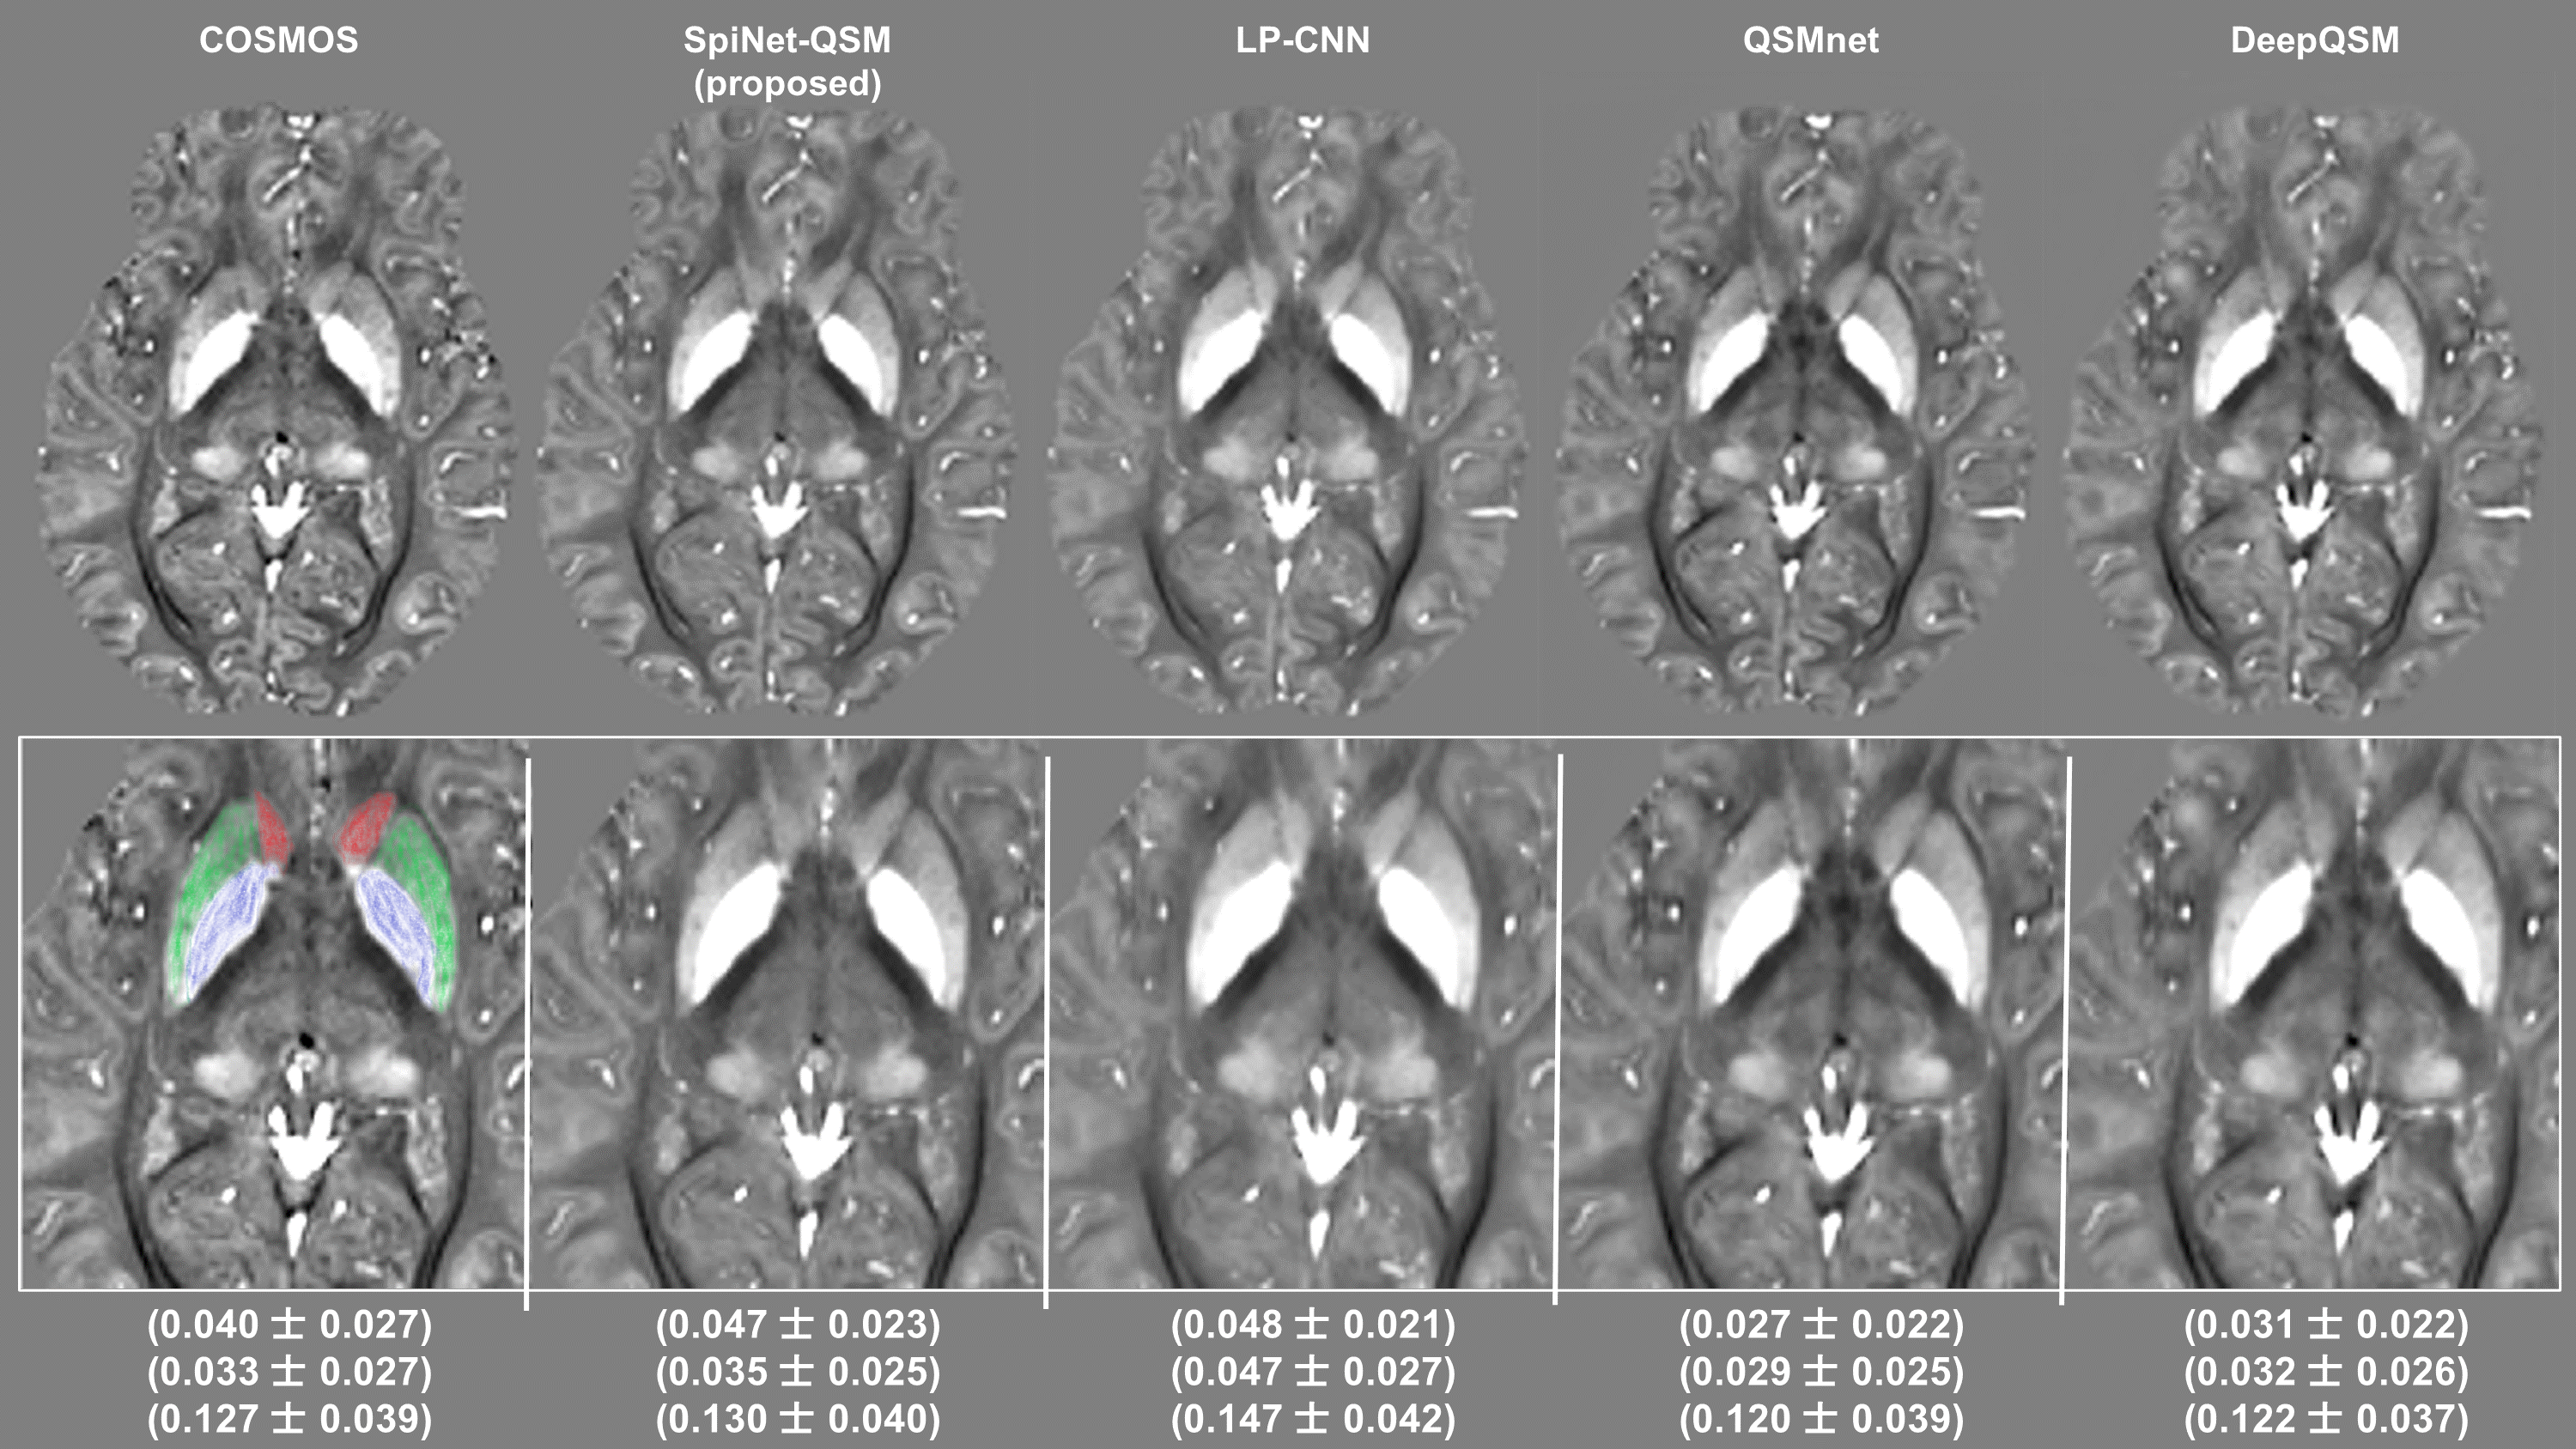 COSMOS
SpiNet-QSM
(proposed)
LP-CNN
QSMnet
DeepQSM
(0.040 ± 0.027)
(0.033 ± 0.027)
(0.127 ± 0.039)
(0.047 ± 0.023)
(0.035 ± 0.025)
(0.130 ± 0.040)
(0.048 ± 0.021)
(0.047 ± 0.027)
(0.147 ± 0.042)
(0.027 ± 0.022)
(0.029 ± 0.025)
(0.120 ± 0.039)
(0.031 ± 0.022)
(0.032 ± 0.026)
(0.122 ± 0.037)